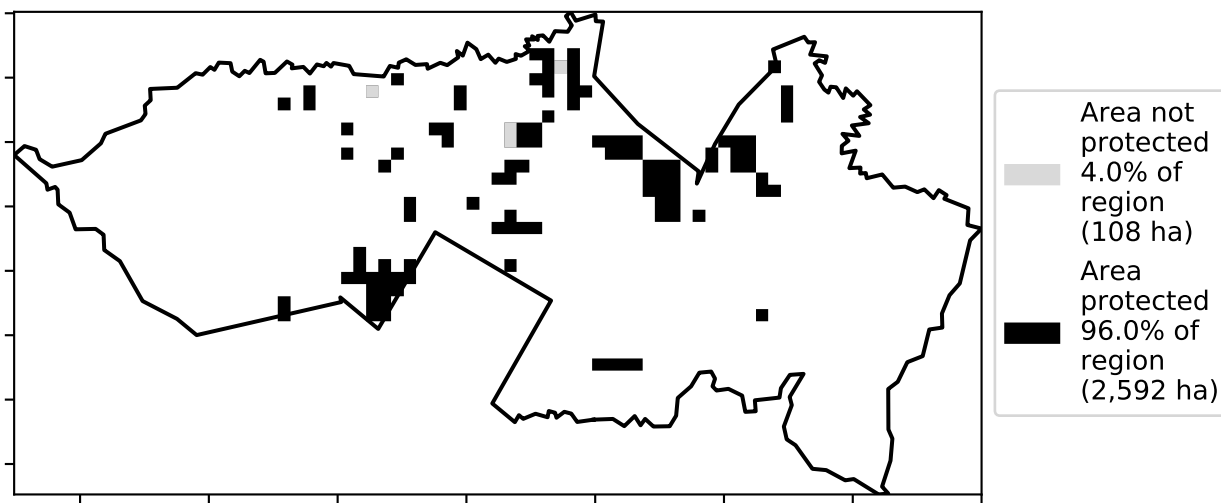 Area not
protected
4.0% of
region
(108 ha)
Area
protected
96.0% of
region
(2,592 ha)